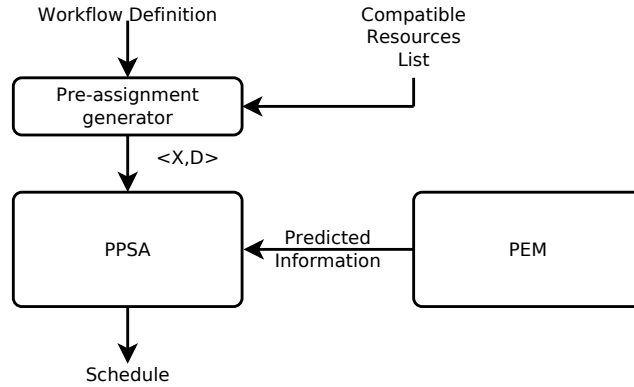 Workflow Definition
Compatible
Resources
List
Pre-assignment
generator
<X,D>
PPSA
Predicted
Information
PEM
Schedule